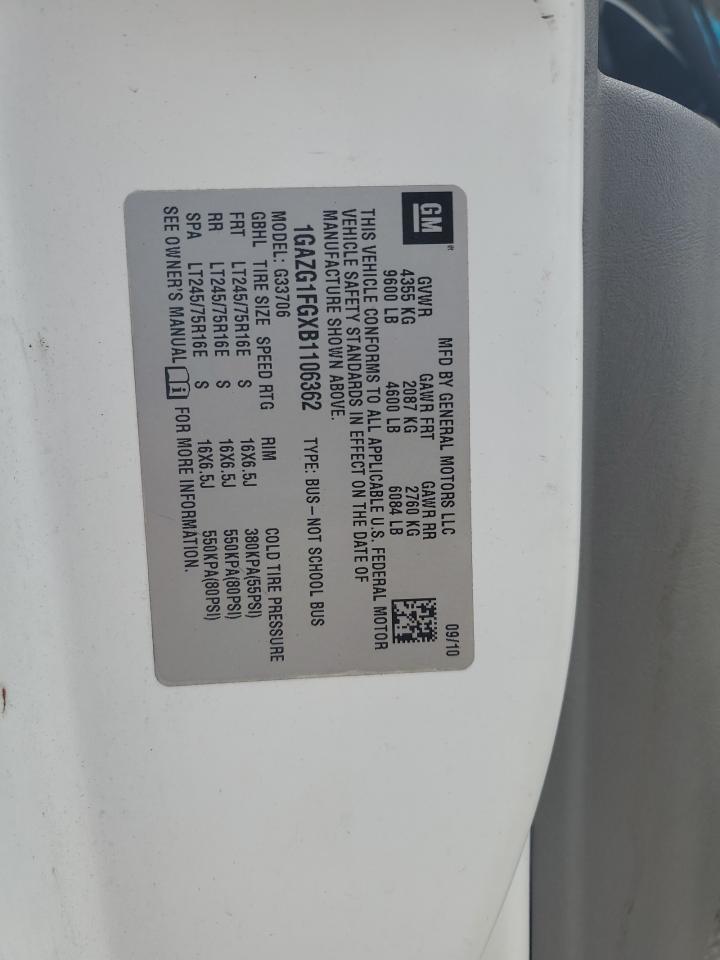 GM ®
MFD BY GENERAL MOTORS LLC 09/10
GVWR GAWR FRT GAWR RR
4355 KG 2087 KG 2760 KG
9600 LB 4600 LB 6084 LB
THIS VEHICLE CONFORMS TO ALL APPLICABLE U.S. FEDERAL MOTOR
VEHICLE SAFETY STANDARDS IN EFFECT ON THE DATE OF
MANUFACTURE SHOWN ABOVE.
1GAZG1FGXB1106362 TYPE: BUS–NOT SCHOOL BUS
MODEL: G33706
GBHL TIRE SIZE SPEED RTG RIM COLD TIRE PRESSURE
FRT LT245/75R16E S 16X6.5J 380KPA(55PSI)
RR LT245/75R16E S 16X6.5J 550KPA(80PSI)
SPA LT245/75R16E S 16X6.5J 550KPA(80PSI)
SEE OWNER'S MANUAL i FOR MORE INFORMATION.